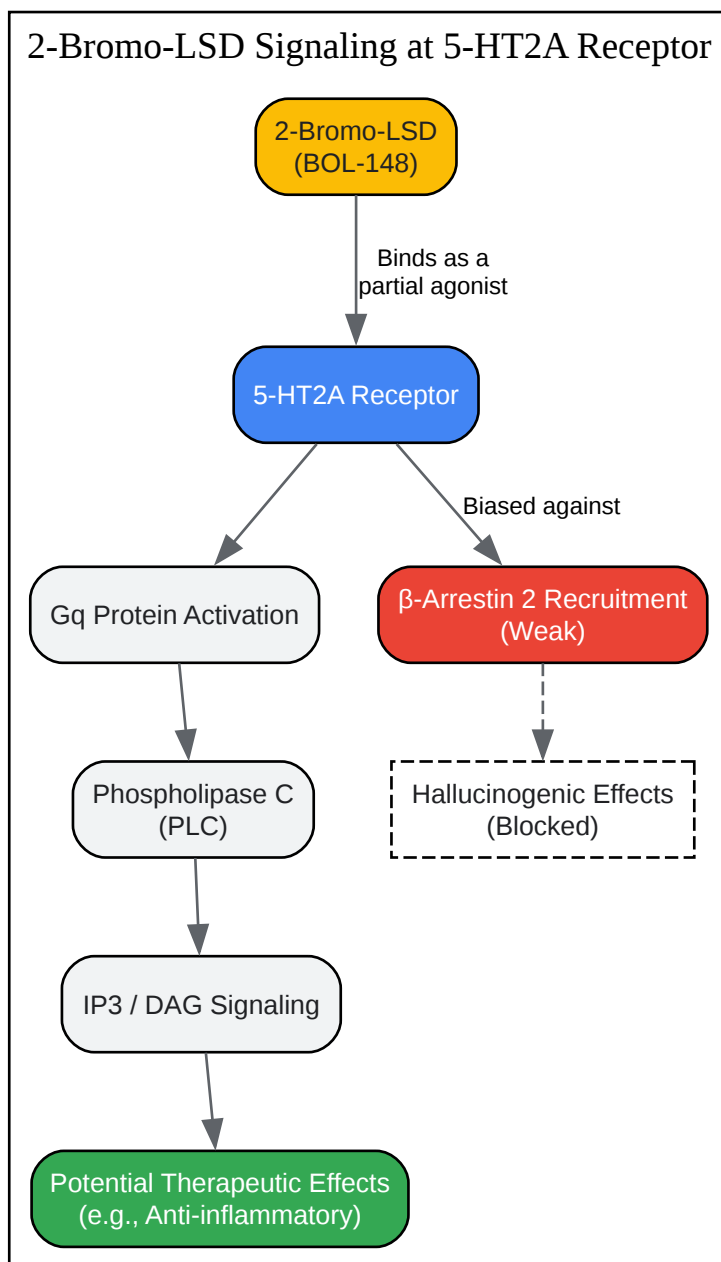 2-Bromo-LSD Signaling at 5-HT2A Receptor
2-Bromo-LSD
(BOL-148)
Binds as a
partial agonist
5-HT2A Receptor
Biased against
Gq Protein Activation
β-Arrestin 2 Recruitment
(Weak)
Phospholipase C
(PLC)
Hallucinogenic Effects
(Blocked)
IP3 / DAG Signaling
Potential Therapeutic Effects
(e.g., Anti-inflammatory)